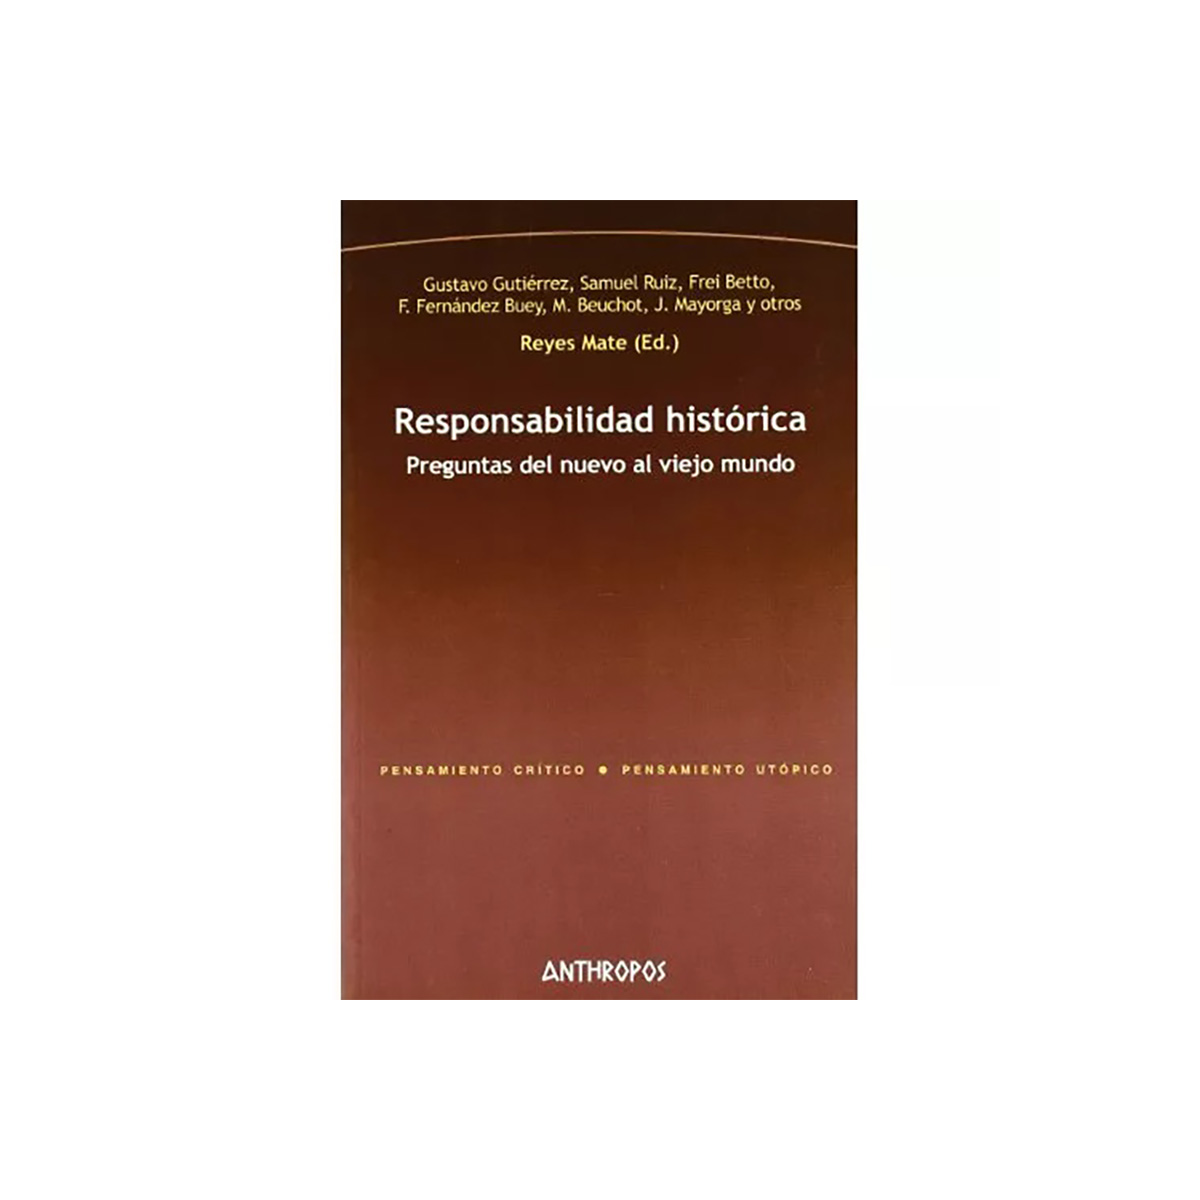 Gustavo Gutiérrez, Samuel Ruiz, Frei Betto,
F. Fernández Buey, M. Beuchot, J. Mayorga y otros
Reyes Mate (Ed.)
Responsabilidad histórica
Preguntas del nuevo al viejo mundo
PENSAMIENTO CRÍTICO ● PENSAMIENTO UTÓPICO
ANTHROPOS